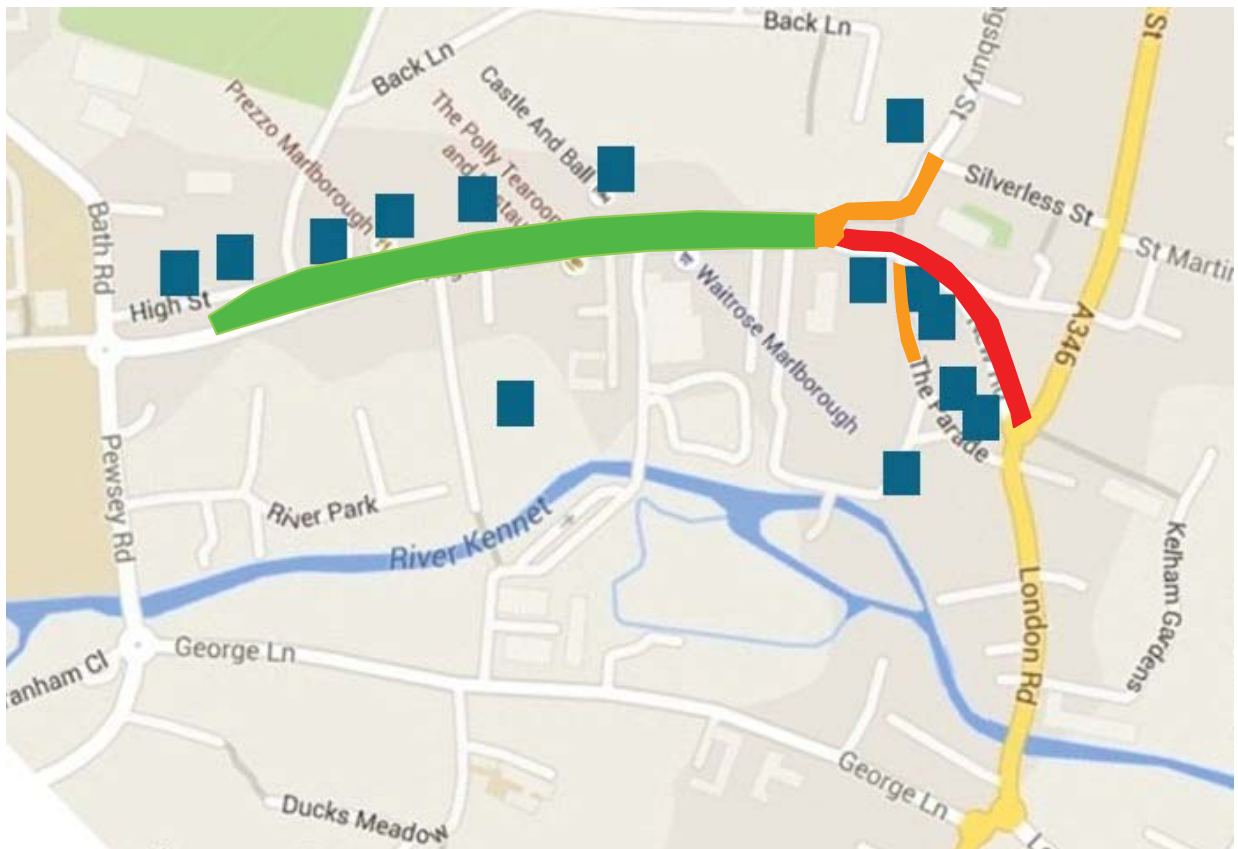 Back Ln
Back Ln
St
Castle And Ball
Prezzo Marlborough
The Polly Tearoom
and
Silverless St
St Martin
Bath Rd
High St
Waitrose Marlborough
A346
The Parade
Pewsey Rd
River Park
River Kennet
Kelham Gardens
London Rd
George Ln
anham Cl
George Ln
Ducks Meadow